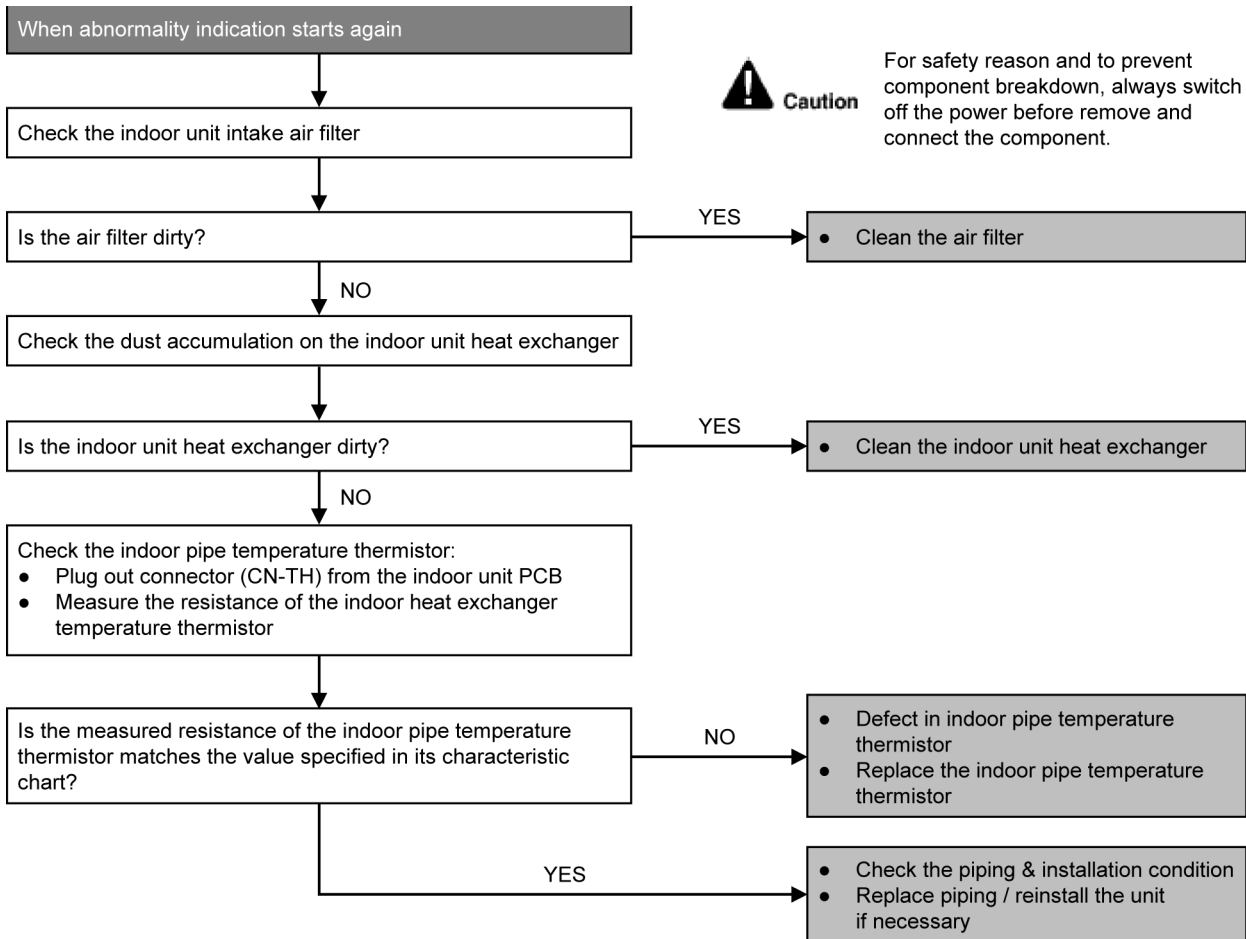 When abnormality indication starts again
Caution
For safety reason and to prevent
component breakdown, always switch
off the power before remove and
connect the component.
Check the indoor unit intake air filter
Is the air filter dirty?
YES
● Clean the air filter
NO
Check the dust accumulation on the indoor unit heat exchanger
Is the indoor unit heat exchanger dirty?
YES
● Clean the indoor unit heat exchanger
NO
Check the indoor pipe temperature thermistor:
● Plug out connector (CN-TH) from the indoor unit PCB
● Measure the resistance of the indoor heat exchanger
temperature thermistor
Is the measured resistance of the indoor pipe temperature
thermistor matches the value specified in its characteristic
chart?
NO
● Defect in indoor pipe temperature
thermistor
● Replace the indoor pipe temperature
thermistor
YES
● Check the piping & installation condition
● Replace piping / reinstall the unit
if necessary